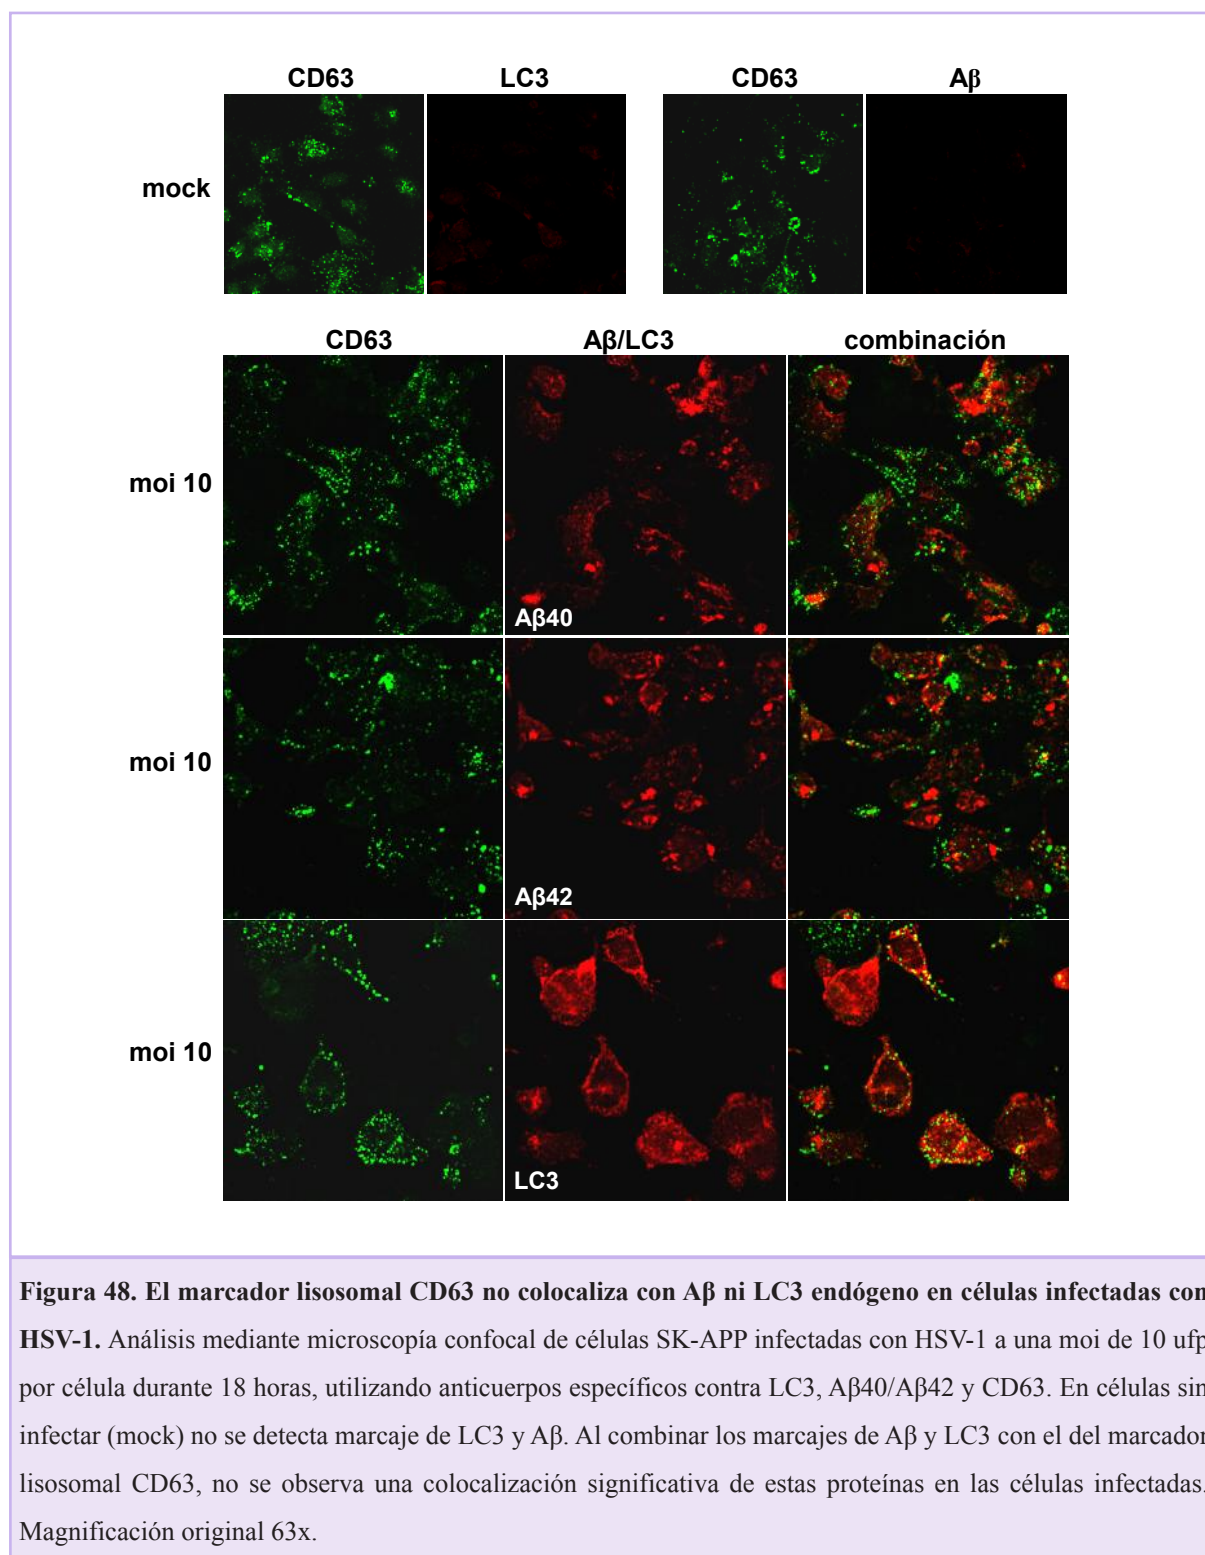 CD63 LC3 CD63 Aβ
mock
CD63 Aβ/LC3 combinación
moi 10
Aβ40
moi 10
Aβ42
moi 10
LC3
Figura 48. El marcador lisosomal CD63 no colocaliza con Aβ ni LC3 endógeno en células infectadas con
HSV-1. Análisis mediante microscopía confocal de células SK-APP infectadas con HSV-1 a una moi de 10 ufp
por célula durante 18 horas, utilizando anticuerpos específicos contra LC3, Aβ40/Aβ42 y CD63. En células sin
infectar (mock) no se detecta marcaje de LC3 y Aβ. Al combinar los marcajes de Aβ y LC3 con el del marcador
lisosomal CD63, no se observa una colocalización significativa de estas proteínas en las células infectadas.
Magnificación original 63x.